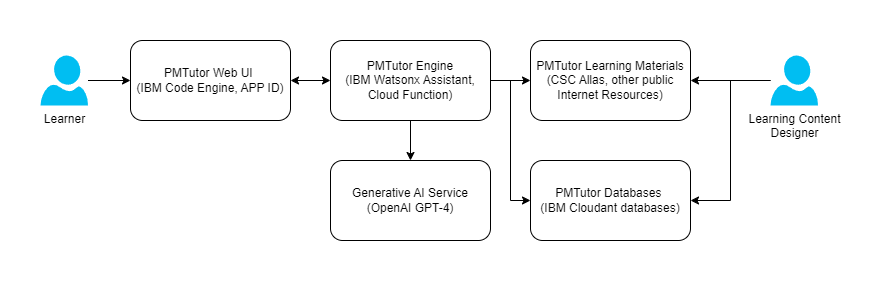 Learner
PMTutor Web UI
(IBM Code Engine, APP ID)
PMTutor Engine
(IBM Watsonx Assistant,
Cloud Function)
PMTutor Learning Materials
(CSC Allas, other public
Internet Resources)
Learning Content
Designer
Generative AI Service
(OpenAI GPT-4)
PMTutor Databases
(IBM Cloudant databases)